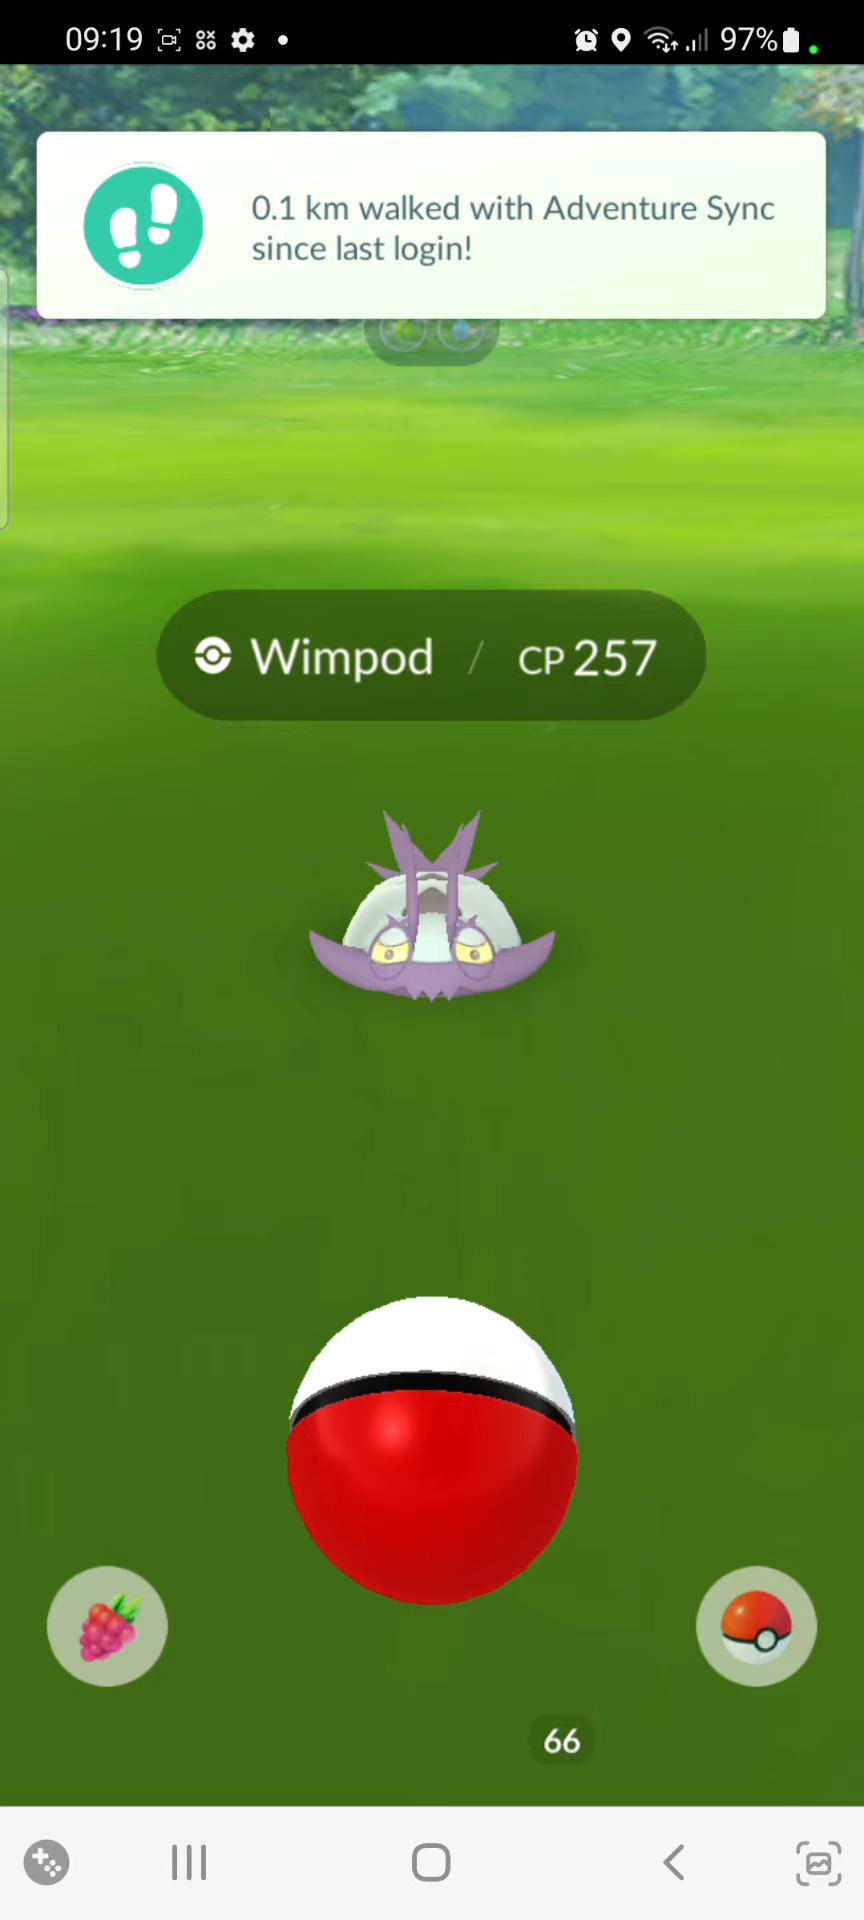 09:19
97%
0.1 km walked with Adventure Sync
since last login!
Wimpod / CP 257
66